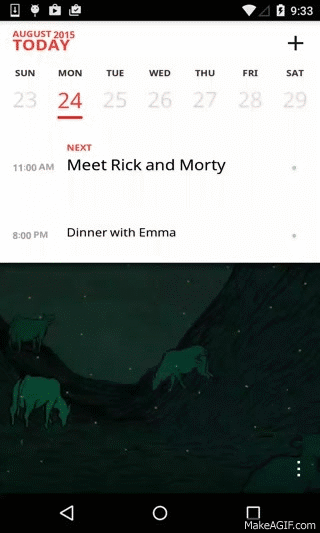 9:33
AUGUST 2015
TODAY
SUN MON TUE WED THU FRI SAT
23 24 25 26 27 28 29
NEXT
11:00 AM Meet Rick and Morty
8:00 PM Dinner with Emma
MakeAGIF.com